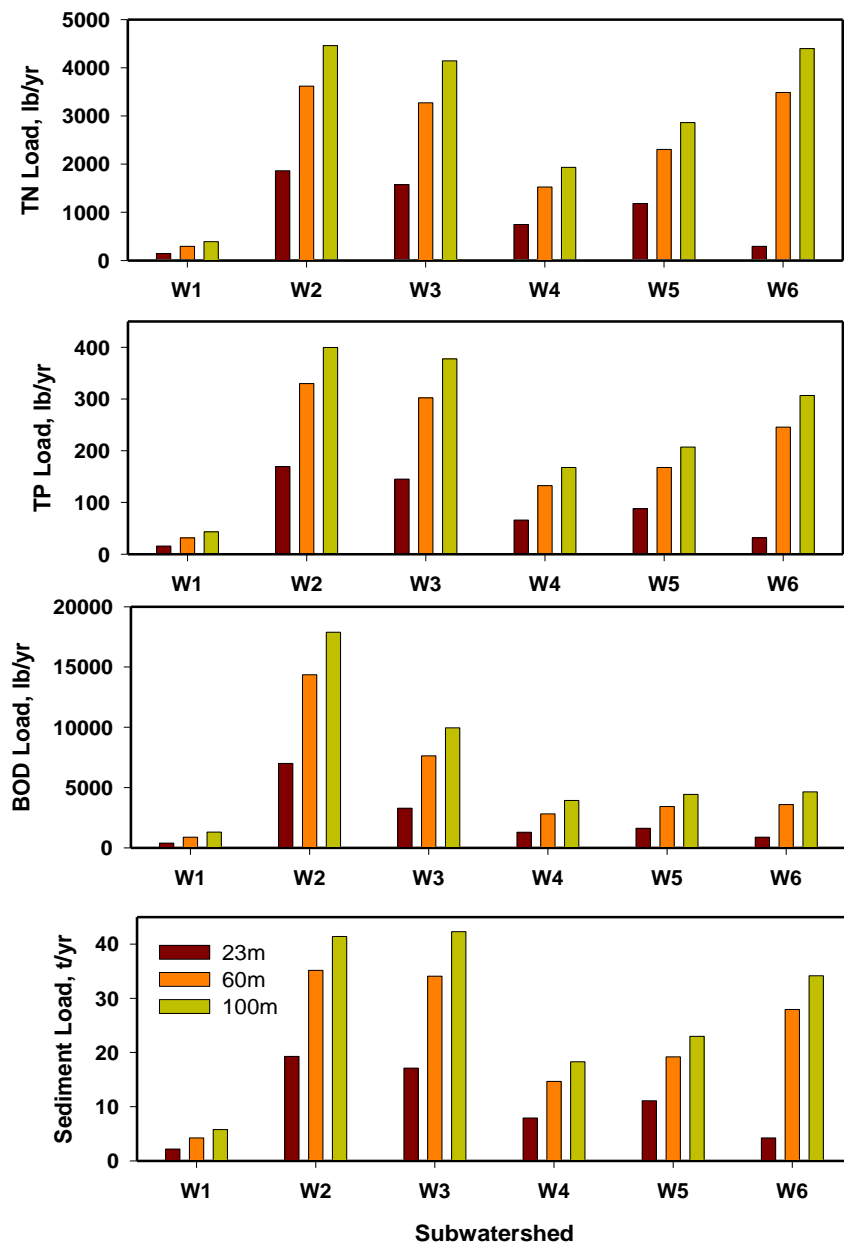 TN Load, lb/yr
5000
4000
3000
2000
1000
0
W1 W2 W3 W4 W5 W6
TP Load, lb/yr
400
300
200
100
0
W1 W2 W3 W4 W5 W6
BOD Load, lb/yr
20000
15000
10000
5000
0
W1 W2 W3 W4 W5 W6
Sediment Load, t/yr
40
30
20
10
0
23m
60m
100m
W1 W2 W3 W4 W5 W6
Subwatershed